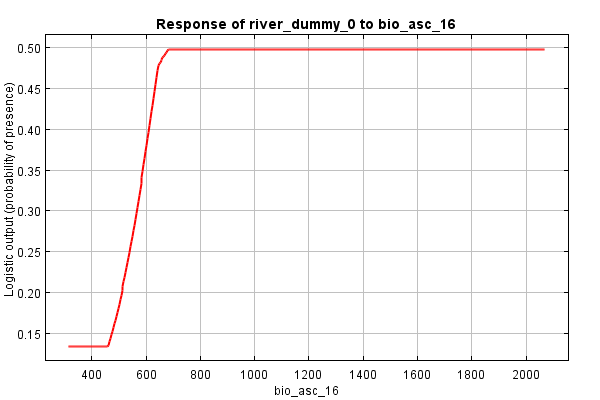 Response of river_dummy_0 to bio_asc_16
Logistic output (probability of presence)
0.50
0.45
0.40
0.35
0.30
0.25
0.20
0.15
400 600 800 1000 1200 1400 1600 1800 2000
bio_asc_16